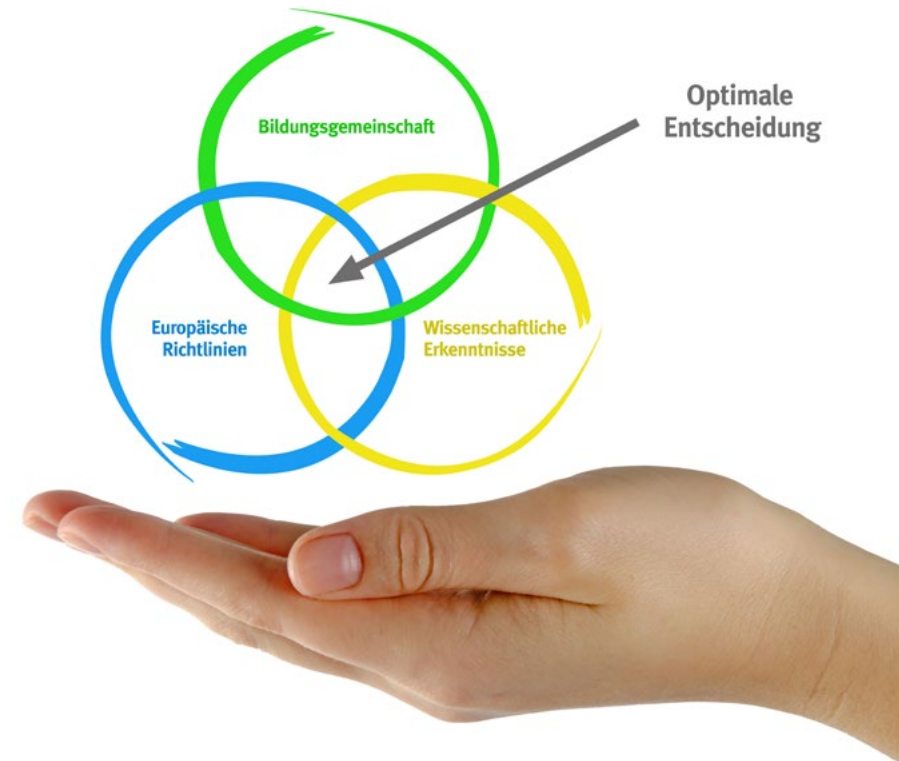 Bildungsgemeinschaft
Optimale
Entscheidung
Europäische
Richtlinien
Wissenschaftliche
Erkenntnisse